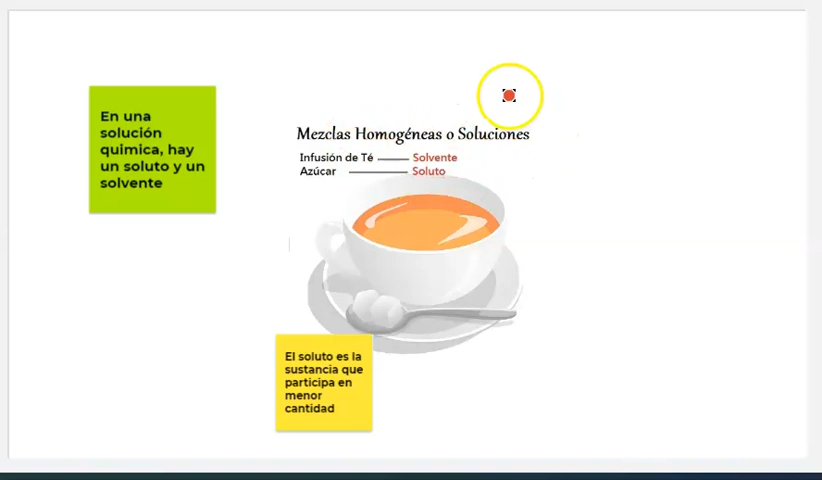 En una
solución
quimica, hay
un soluto y un
solvente
Mezclas Homogéneas o Soluciones
Infusión de Té —— Solvente
Azúcar —— Soluto
El soluto es la
sustancia que
participa en
menor
cantidad